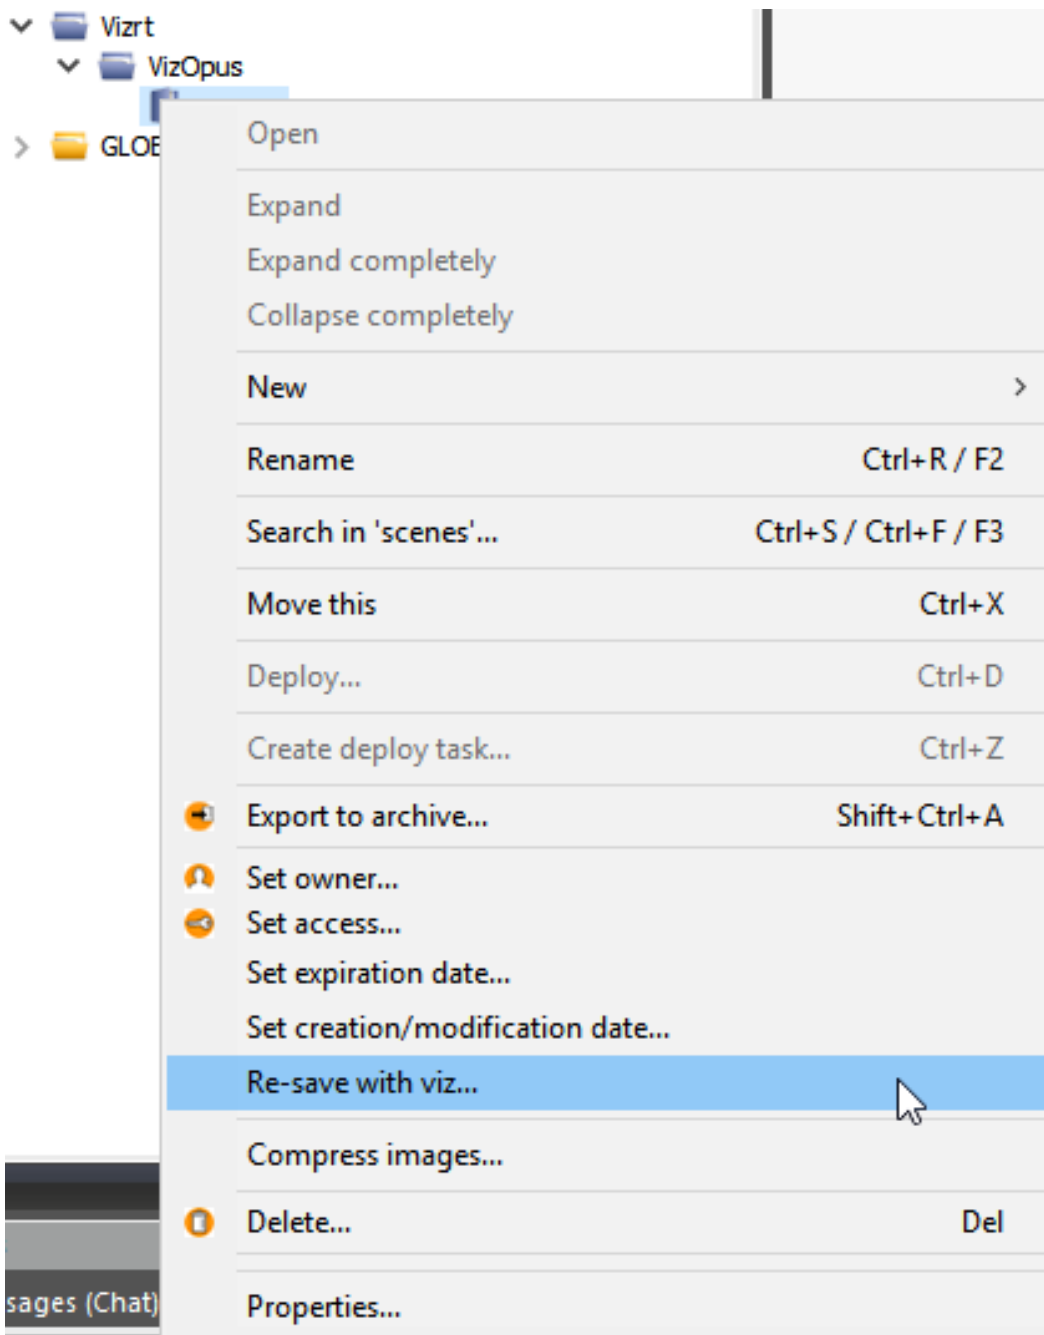 Vizrt
VizOpus
GLOB
Open
Expand
Expand completely
Collapse completely
New
Rename Ctrl+R / F2
Search in 'scenes'... Ctrl+S / Ctrl+F / F3
Move this Ctrl+X
Deploy... Ctrl+D
Create deploy task... Ctrl+Z
Export to archive... Shift+Ctrl+A
Set owner...
Set access...
Set expiration date...
Set creation/modification date...
Re-save with viz...
Compress images...
Delete... Del
sages (Chat)
Properties...